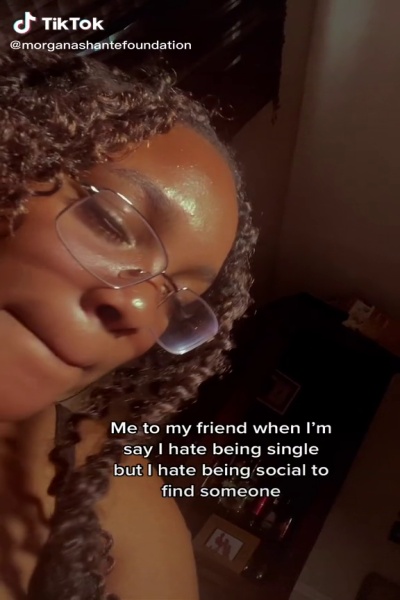 TikTok
@morganashantefoundation
Me to my friend when I'm
say I hate being single
but I hate being social to
find someone